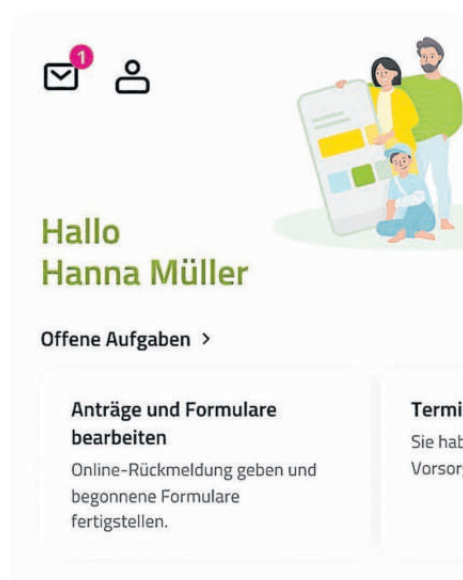 1
Hallo
Hanna Müller
Offene Aufgaben >
Anträge und Formulare
bearbeiten
Online-Rückmeldung geben und
begonnene Formulare
fertigstellen.
Termi
Sie hab
Vorsor